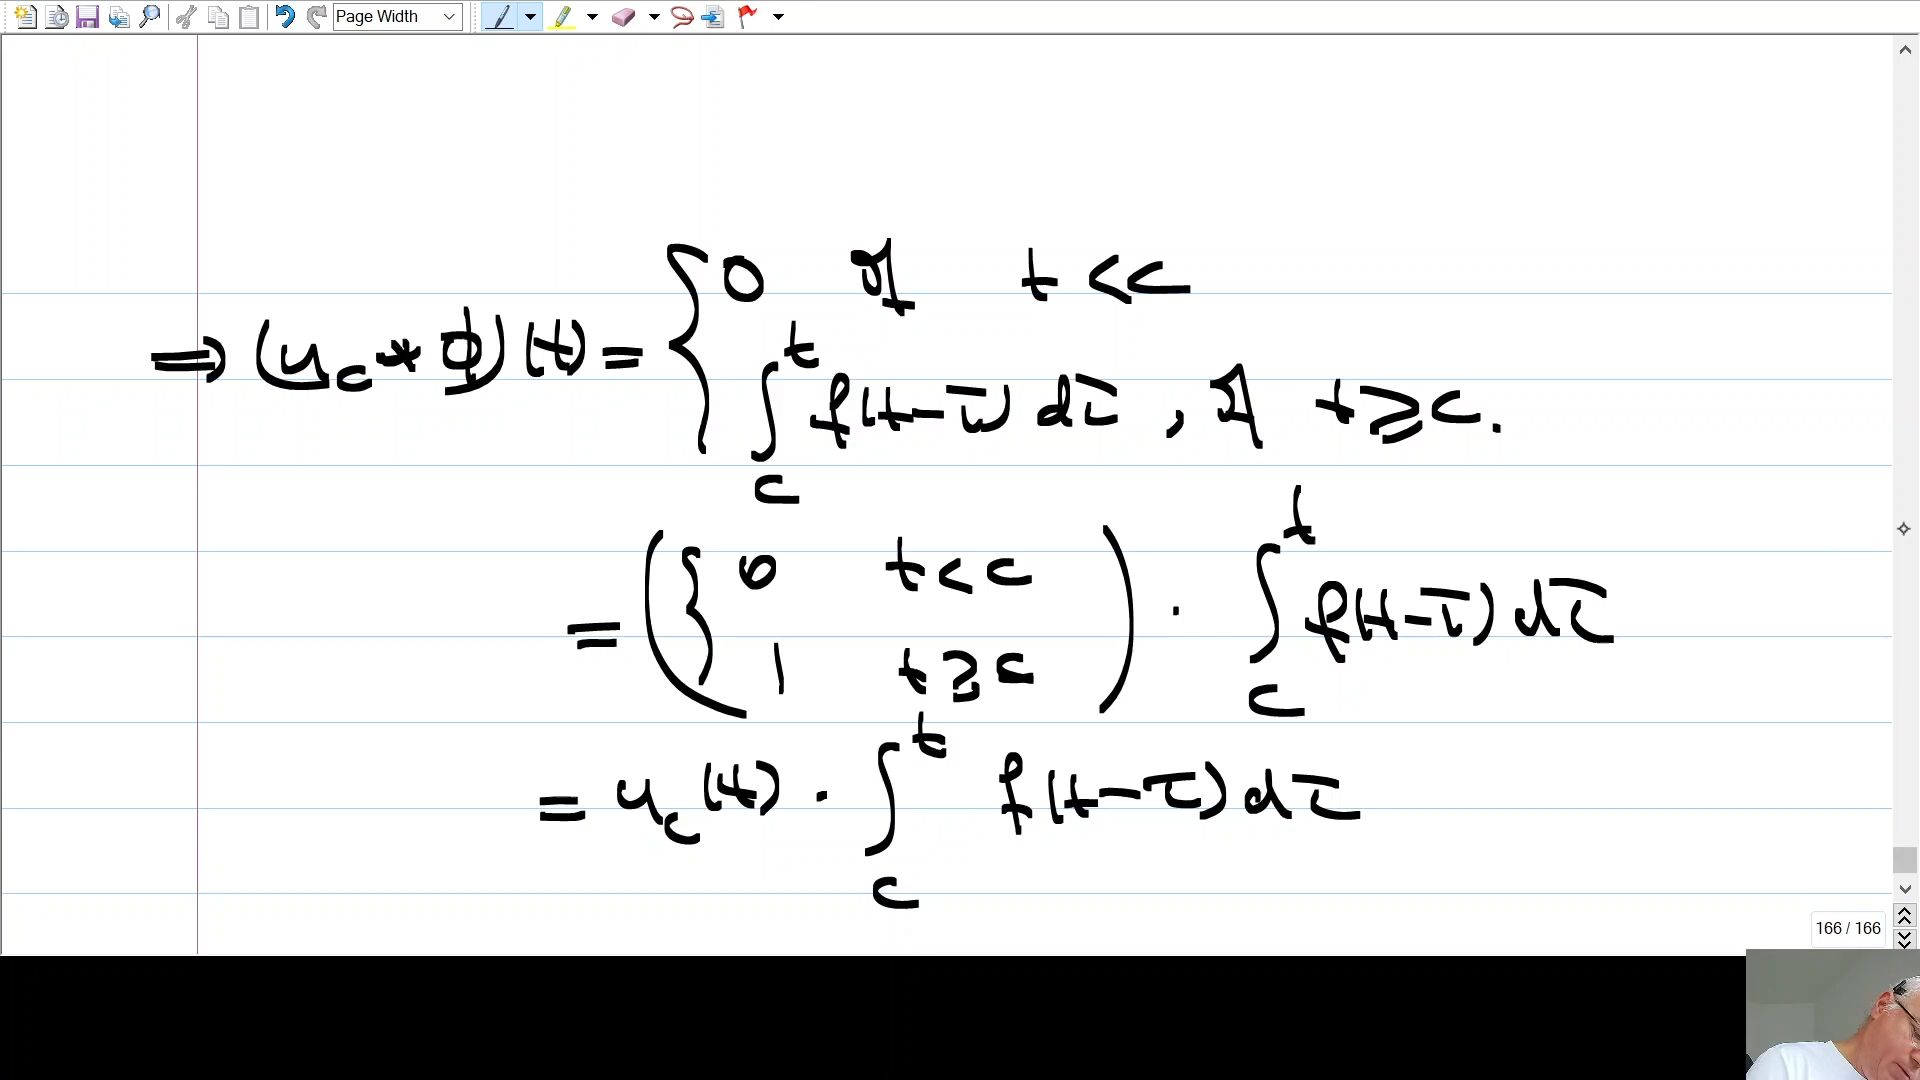 Page Width
⟹ (u_c * φ)(t) = { 0 if t << c
∫_c^t f(t-τ) dτ, if t ≥ c.
= ( { 0 t < c
1 t ≥ c ) · ∫_c^t f(t-τ) dτ
= u_c(t) · ∫_c^t f(t-τ) dτ
166 / 166